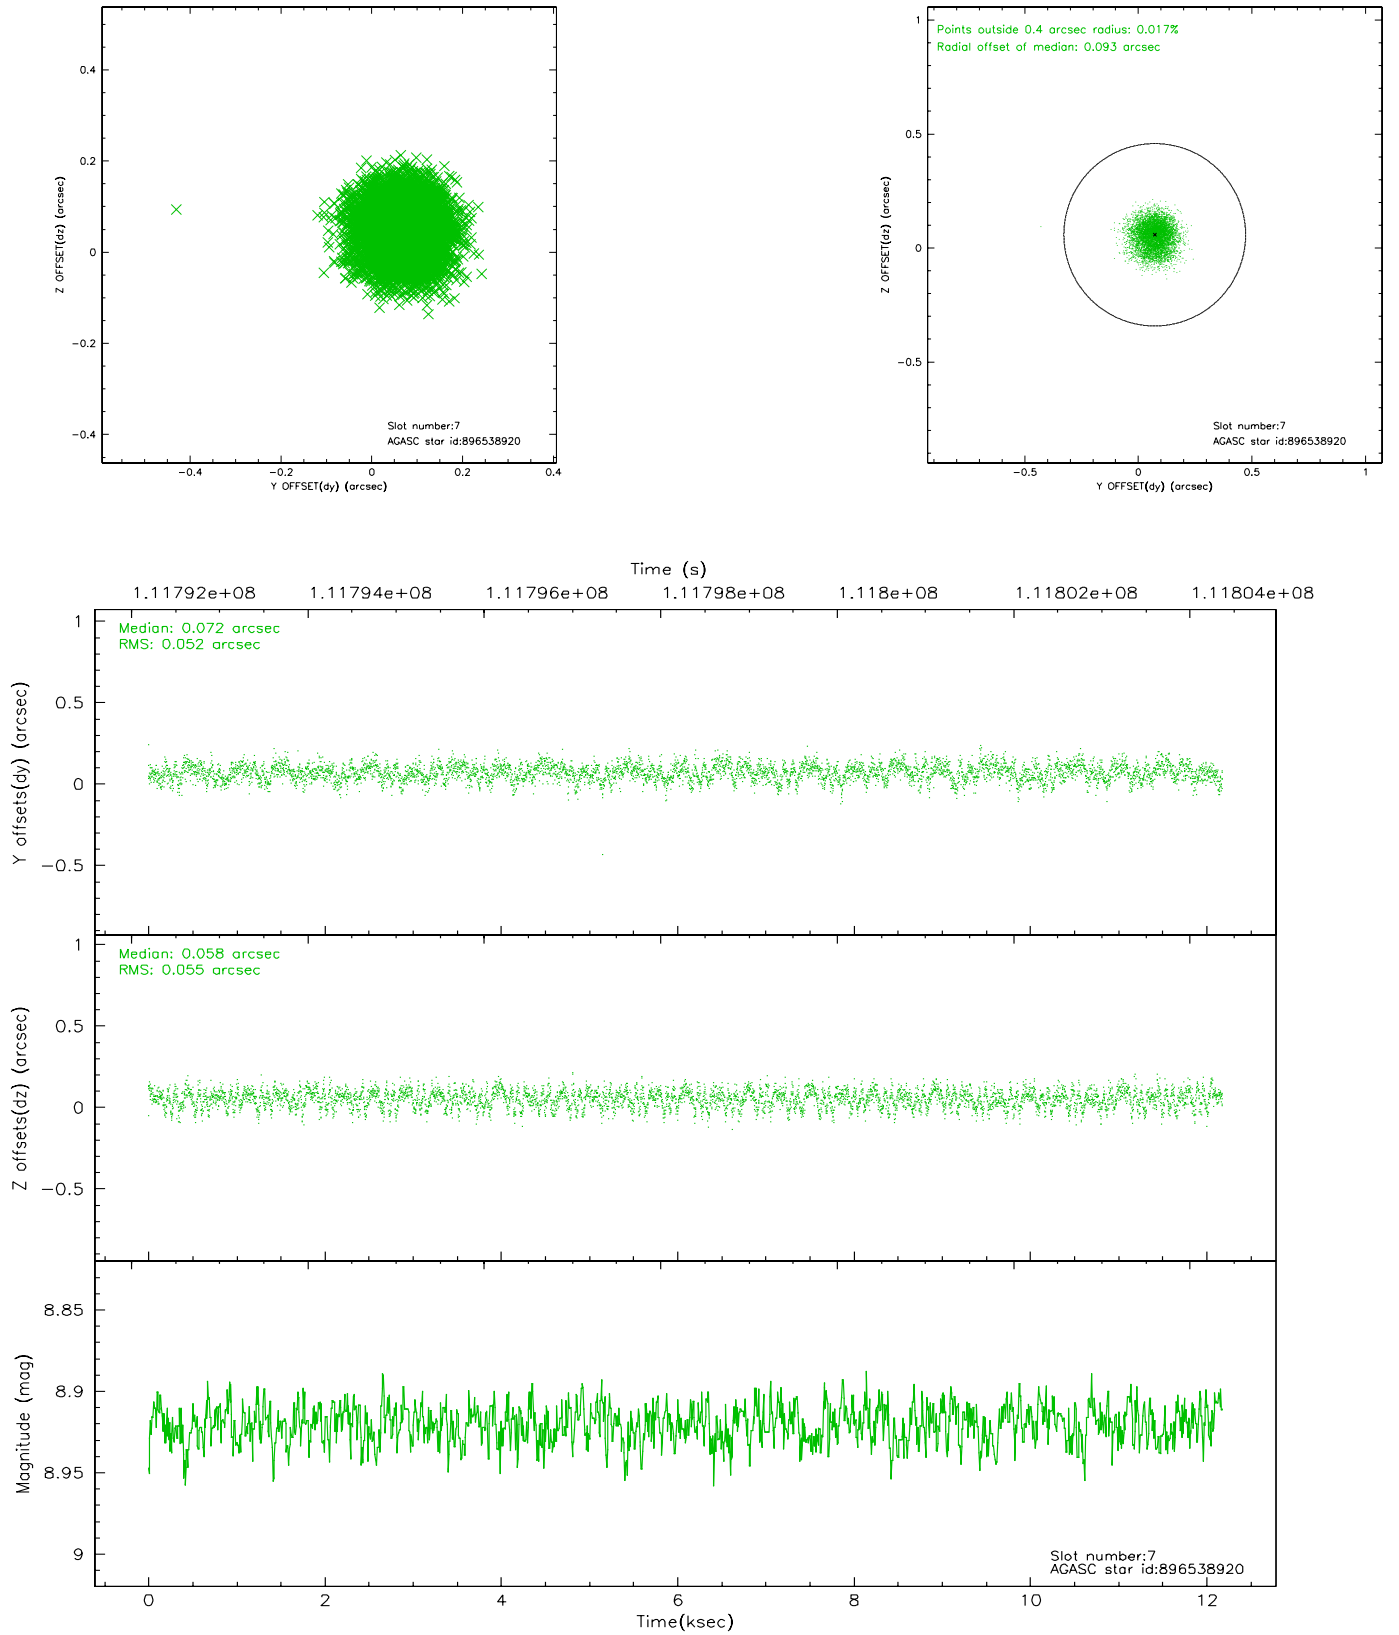 0.4
0.2
0
−0.2
−0.4
Z OFFSET(dz) (arcsec)
Slot number:7
AGASC star id:896538920
−0.4
−0.2
0
0.2
0.4
Y OFFSET(dy) (arcsec)
Points outside 0.4 arcsec radius: 0.017%
Radial offset of median: 0.093 arcsec
1
0.5
0
−0.5
Z OFFSET(dz) (arcsec)
Slot number:7
AGASC star id:896538920
−0.5
0
0.5
1
Y OFFSET(dy) (arcsec)
Time (s)
1.11792e+08
1.11794e+08
1.11796e+08
1.11798e+08
1.118e+08
1.11802e+08
1.11804e+08
Median: 0.072 arcsec
RMS: 0.052 arcsec
1
0.5
0
−0.5
Y offsets(dy) (arcsec)
Median: 0.058 arcsec
RMS: 0.055 arcsec
1
0.5
0
−0.5
Z offsets(dz) (arcsec)
8.85
8.9
8.95
9
Magnitude (mag)
Slot number:7
AGASC star id:896538920
0
2
4
6
8
10
12
Time(ksec)